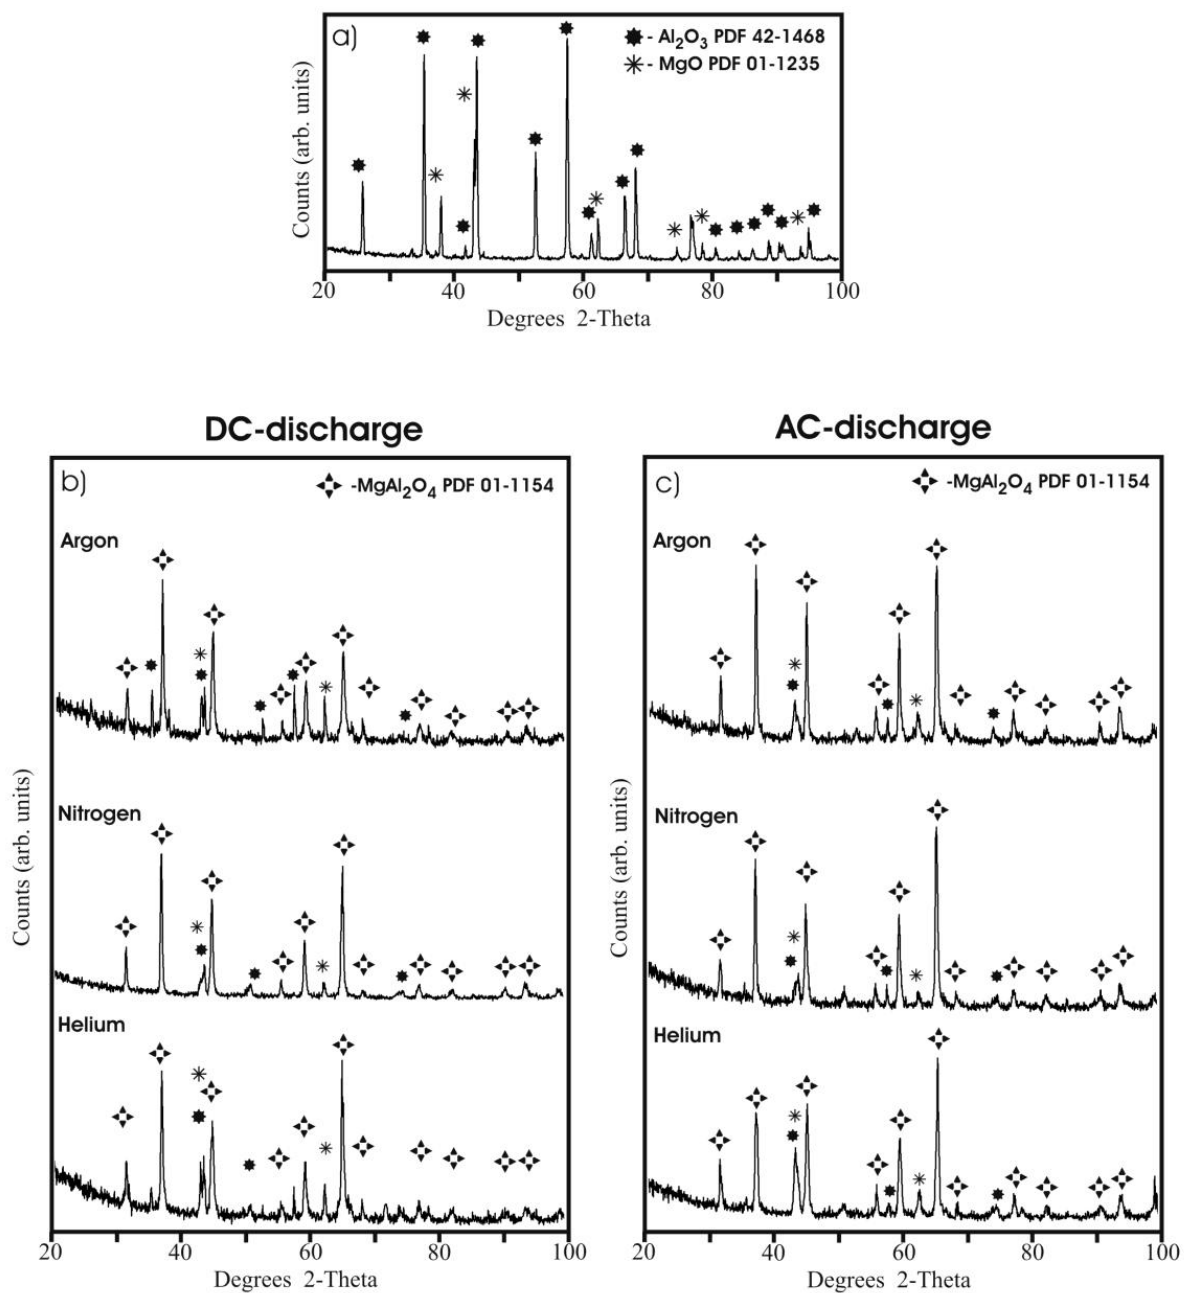 a)
- Al₂O₃ PDF 42-1468
- MgO PDF 01-1235
Counts (arb. units)
20 40 60 80 100
Degrees 2-Theta
DC-discharge
b)
-MgAl₂O₄ PDF 01-1154
Argon
Nitrogen
Helium
Counts (arb. units)
20 40 60 80 100
Degrees 2-Theta
AC-discharge
c)
-MgAl₂O₄ PDF 01-1154
Argon
Nitrogen
Helium
Counts (arb. units)
20 40 60 80 100
Degrees 2-Theta